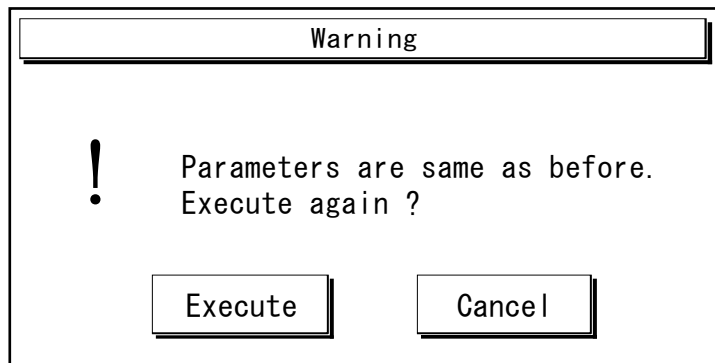 Warning
!
Parameters are same as before.
Execute again ?
Execute
Cancel